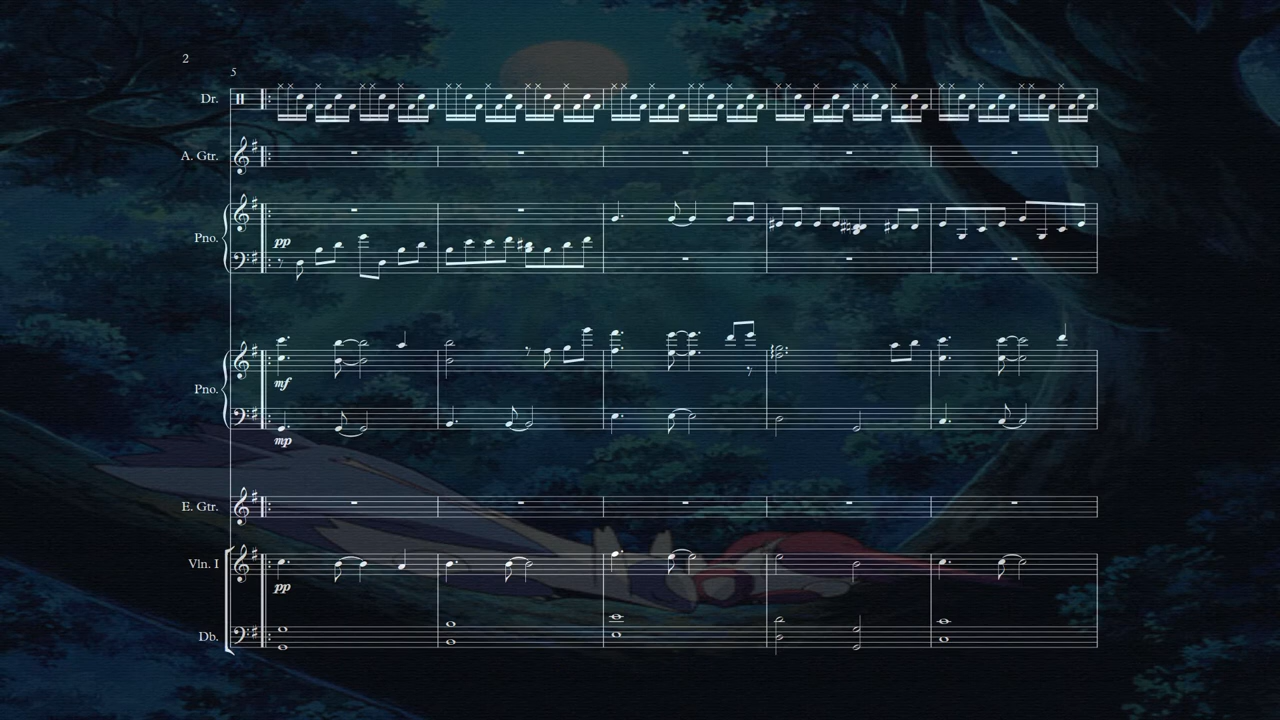 2
5
Dr.
A. Gtr.
Pno.
pp
Pno.
mf
mp
E. Gtr.
Vln. I
pp
Db.